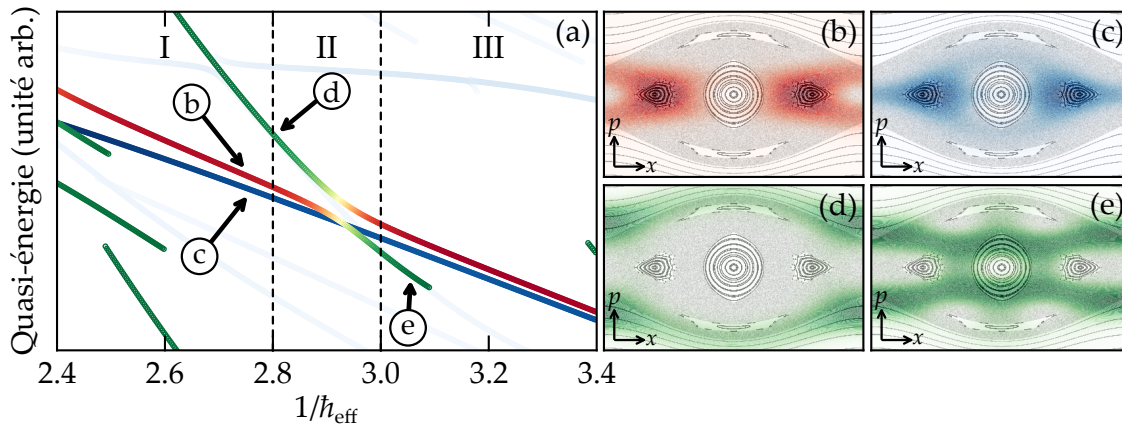 Quasi-énergie (unité arb.)
I II III (a)
b
d
c
e
2.4 2.6 2.8 3.0 3.2 3.4
1/ℏeff
(b)
p
x
(c)
p
x
(d)
p
x
(e)
p
x